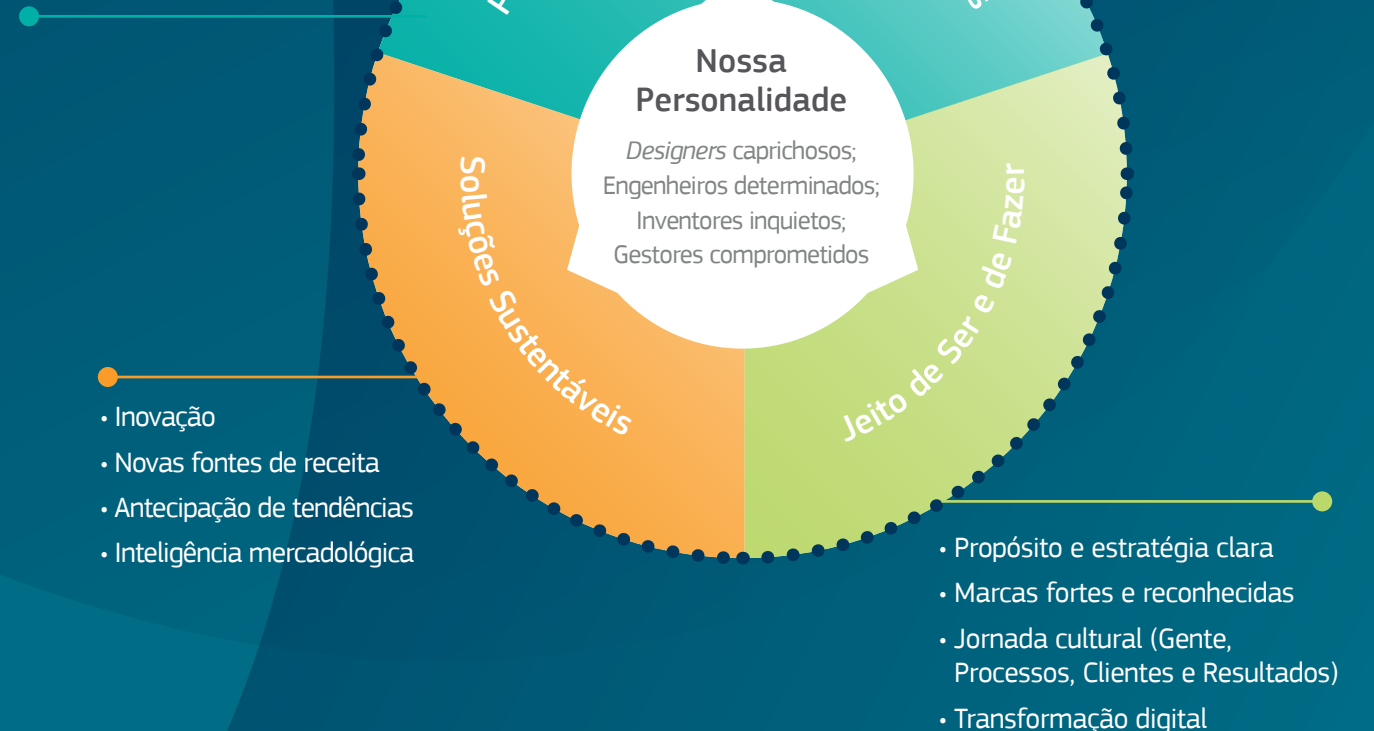 Nossa
Personalidade
Designers caprichosos;
Engenheiros determinados;
Inventores inquietos;
Gestores comprometidos
Soluções Sustentáveis
Jeito de Ser e de Fazer
• Inovação
• Novas fontes de receita
• Antecipação de tendências
• Inteligência mercadológica
• Propósito e estratégia clara
• Marcas fortes e reconhecidas
• Jornada cultural (Gente,
Processos, Clientes e Resultados)
• Transformação digital